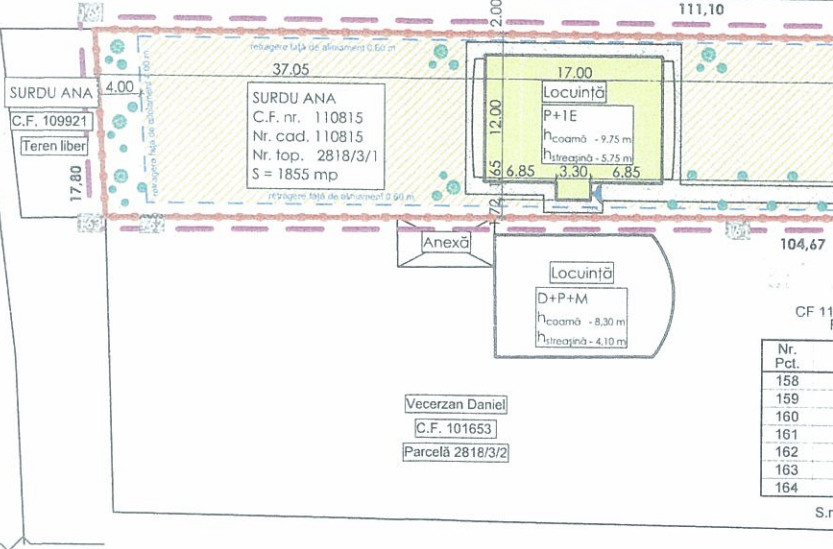 2.00
111,10
retragere față de aliniament 0.60 m
37.05
17.00
4.00
SURDU ANA
C.F. 109921
Teren liber
17,80
SURDU ANA
C.F. nr. 110815
Nr. cad. 110815
Nr. top. 2818/3/1
S = 1855 mp
retragere față de aliniament 0.60 m
12.00
Locuință
P+1E
hcoamă - 9,75 m
hstreașină - 5,75 m
1.65
6.85
3.30
6.85
1,72
104,67
Anexă
Locuință
D+P+M
hcoamă - 8,30 m
hstreașină - 4,10 m
CF 11
Nr.
Pct.
158
159
160
161
162
163
164
Vecerzan Daniel
C.F. 101653
Parcelă 2818/3/2